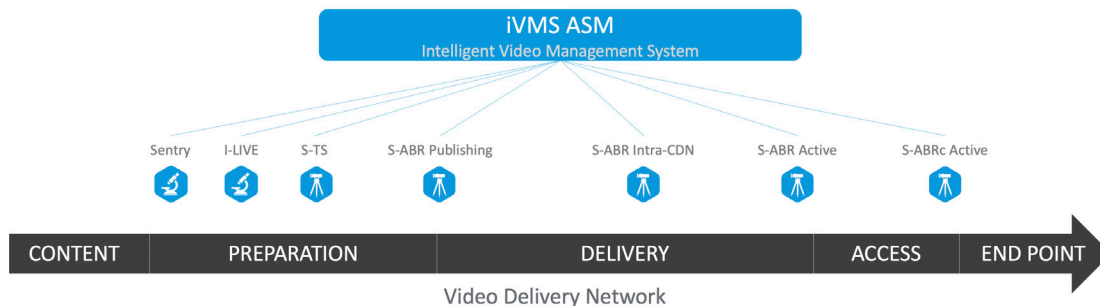 iVMS ASM
Intelligent Video Management System
Sentry I-LIVE S-TS S-ABR Publishing S-ABR Intra-CDN S-ABR Active S-ABRc Active
CONTENT PREPARATION DELIVERY ACCESS END POINT
Video Delivery Network